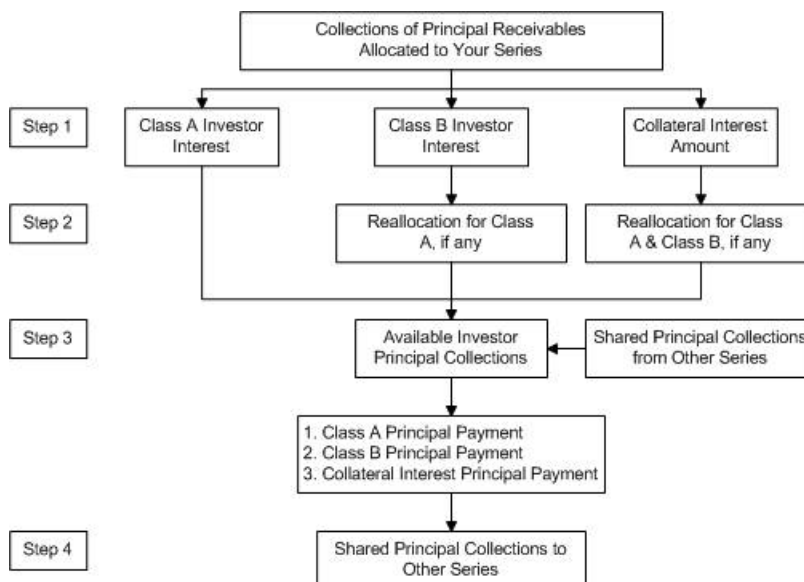 Collections of Principal Receivables
Allocated to Your Series
Step 1
Class A Investor
Interest
Class B Investor
Interest
Collateral Interest
Amount
Step 2
Reallocation for Class
A, if any
Reallocation for Class
A & Class B, if any
Step 3
Available Investor
Principal Collections
Shared Principal Collections
from Other Series
1. Class A Principal Payment
2. Class B Principal Payment
3. Collateral Interest Principal Payment
Step 4
Shared Principal Collections to
Other Series